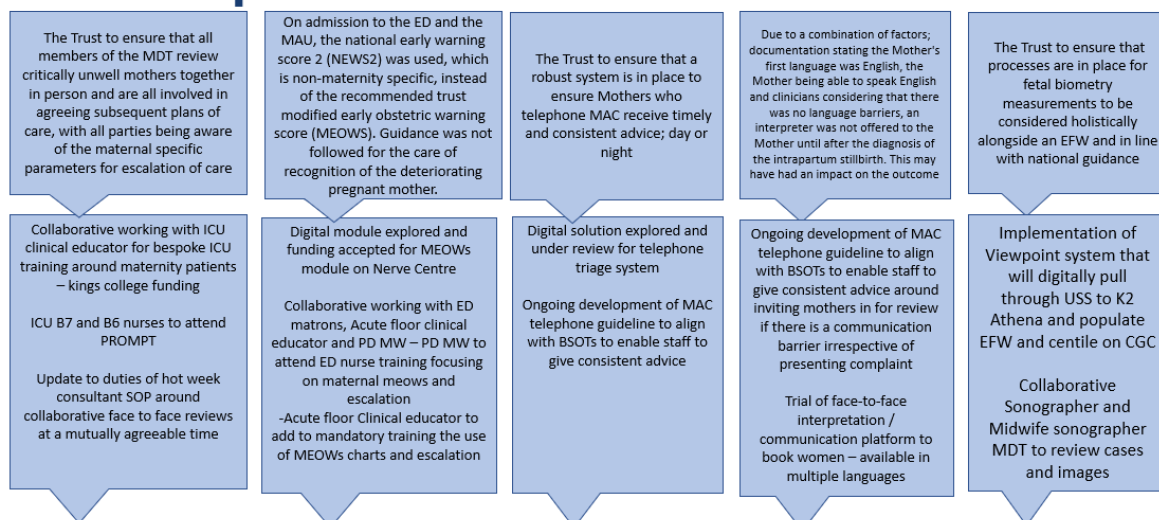 The Trust to ensure that all
members of the MDT review
critically unwell mothers together
in person and are all involved in
agreeing subsequent plans of
care, with all parties being aware
of the maternal specific
parameters for escalation of care
On admission to the ED and the
MAU, the national early warning
score 2 (NEWS2) was used, which
is non-maternity specific, instead
of the recommended trust
modified early obstetric warning
score (MEOWS). Guidance was not
followed for the care of
recognition of the deteriorating
pregnant mother.
The Trust to ensure that a
robust system is in place to
ensure Mothers who
telephone MAC receive timely
and consistent advice; day or
night
Due to a combination of factors;
documentation stating the Mother's
first language was English, the
Mother being able to speak English
and clinicians considering that there
was no language barriers, an
interpreter was not offered to the
Mother until after the diagnosis of
the intrapartum stillbirth. This may
have had an impact on the outcome
The Trust to ensure that
processes are in place for
fetal biometry
measurements to be
considered holistically
alongside an EFW and in line
with national guidance
Collaborative working with ICU
clinical educator for bespoke ICU
training around maternity patients
– kings college funding
ICU B7 and B6 nurses to attend
PROMPT
Update to duties of hot week
consultant SOP around
collaborative face to face reviews
at a mutually agreeable time
Digital module explored and
funding accepted for MEOWs
module on Nerve Centre
Collaborative working with ED
matrons, Acute floor clinical
educator and PD MW – PD MW to
attend ED nurse training focusing
on maternal meows and
escalation
-Acute floor Clinical educator to
add to mandatory training the use
of MEOWs charts and escalation
Digital solution explored and
under review for telephone
triage system
Ongoing development of MAC
telephone guideline to align
with BSOTs to enable staff to
give consistent advice
Ongoing development of MAC
telephone guideline to align
with BSOTs to enable staff to
give consistent advice around
inviting mothers in for review
if there is a communication
barrier irrespective of
presenting complaint
Trial of face-to-face
interpretation /
communication platform to
book women – available in
multiple languages
Implementation of
Viewpoint system that
will digitally pull
through USS to K2
Athena and populate
EFW and centile on CGC
Collaborative
Sonographer and
Midwife sonographer
MDT to review cases
and images